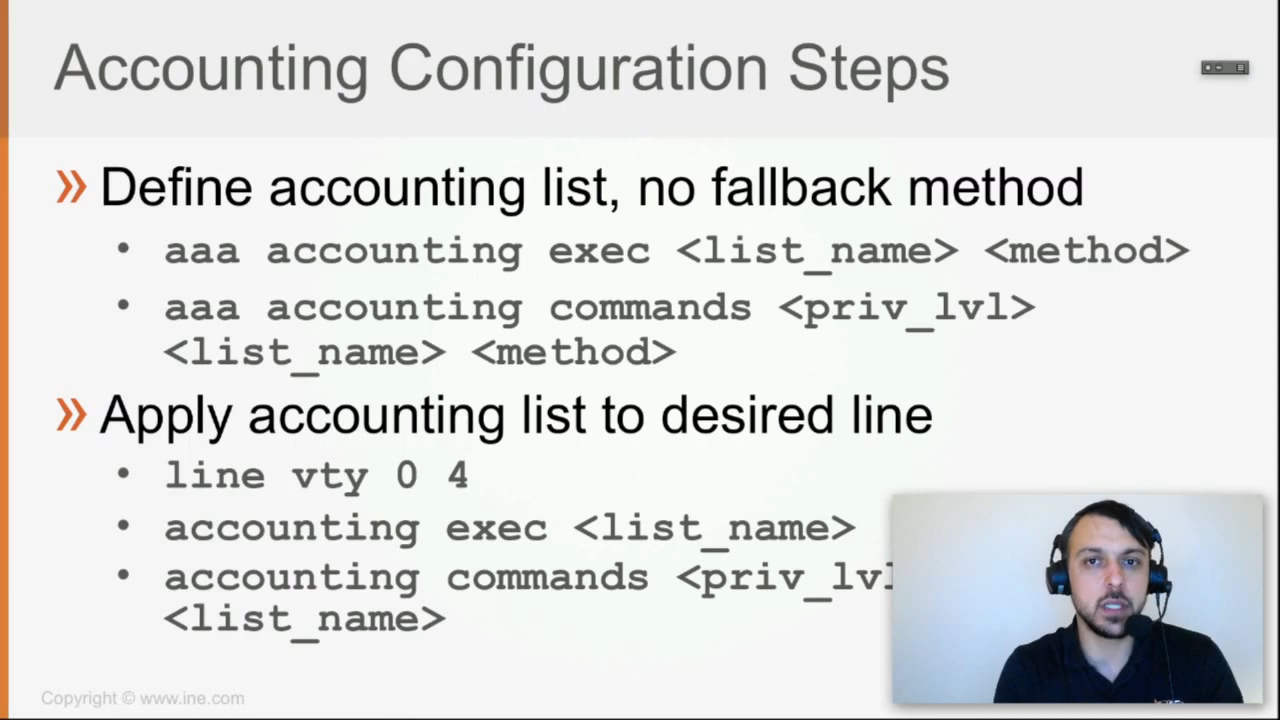 Accounting Configuration Steps
» Define accounting list, no fallback method
• aaa accounting exec <list_name> <method>
• aaa accounting commands <priv_lvl>
<list_name> <method>
» Apply accounting list to desired line
• line vty 0 4
• accounting exec <list_name>
• accounting commands <priv_lvl
<list_name>
Copyright © www.ine.com